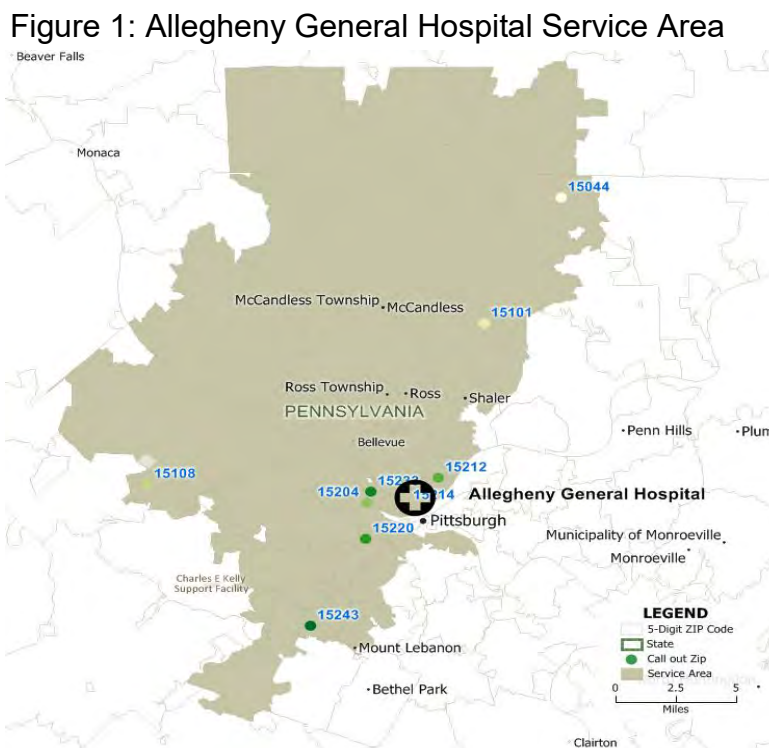 Figure 1: Allegheny General Hospital Service Area
Beaver Falls
Monaca
15044
McCandless Township
McCandless
15101
Ross Township
Ross
Shaler
PENNSYLVANIA
Penn Hills
Plum
Bellevue
15108
15212
15204
Allegheny General Hospital
Pittsburgh
15220
Municipality of Monroeville
Monroeville
Charles E Kelly
Support Facility
15243
Mount Lebanon
Bethel Park
Clairton
LEGEND
5-Digit ZIP Code
State
Call out Zip
Service Area
0 2.5 5
Miles